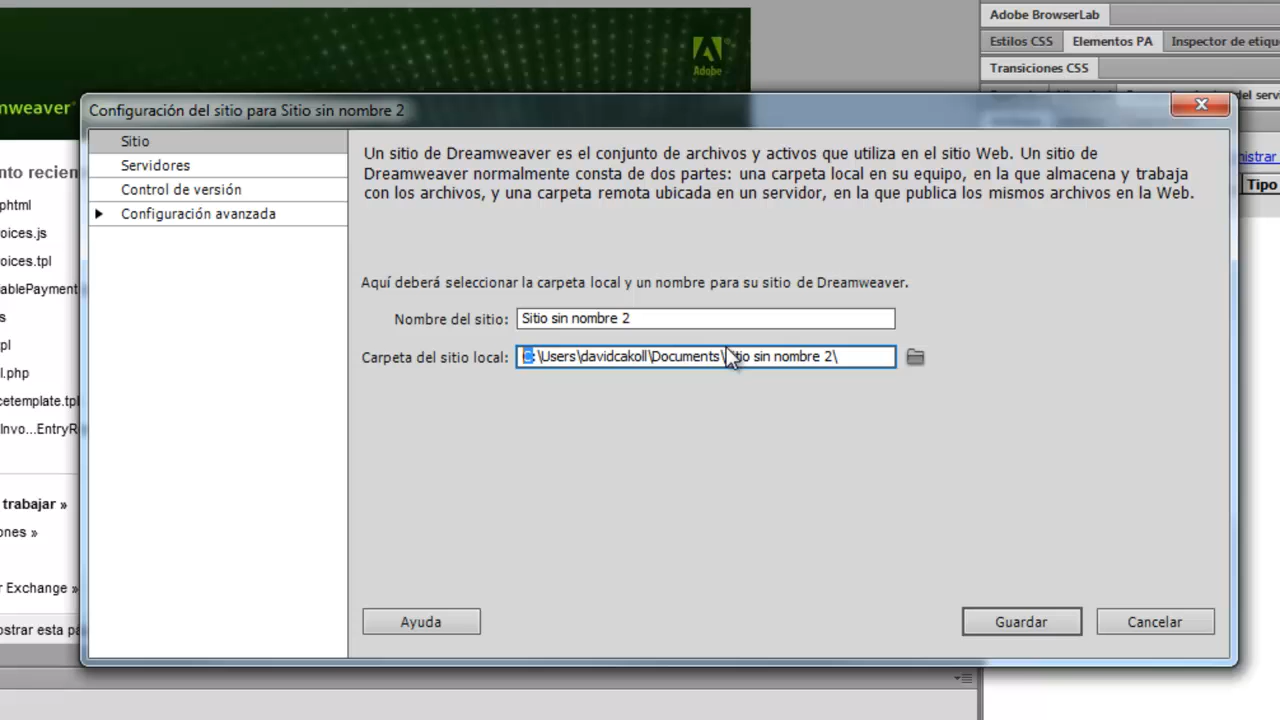 Adobe BrowserLab
Estilos CSS
Elementos PA
Inspector de etiqu
Transiciones CSS
Adobe
mweaver
Configuración del sitio para Sitio sin nombre 2
del serv
Sitio
Servidores
Control de versión
Configuración avanzada
Un sitio de Dreamweaver es el conjunto de archivos y activos que utiliza en el sitio Web. Un sitio de
Dreamweaver normalmente consta de dos partes: una carpeta local en su equipo, en la que almacena y trabaja
con los archivos, y una carpeta remota ubicada en un servidor, en la que publica los mismos archivos en la Web.
nistrar
Tipo
nto recien
phtml
oices.js
oices.tpl
ablePayment
s
pl
l.php
cetemplate.tpl
Invo...EntryRa
Aquí deberá seleccionar la carpeta local y un nombre para su sitio de Dreamweaver.
Nombre del sitio: Sitio sin nombre 2
Carpeta del sitio local: C:\Users\davidcakoll\Documents\Sitio sin nombre 2\
trabajar »
ones »
r Exchange »
ostrar esta pá
Ayuda
Guardar
Cancelar